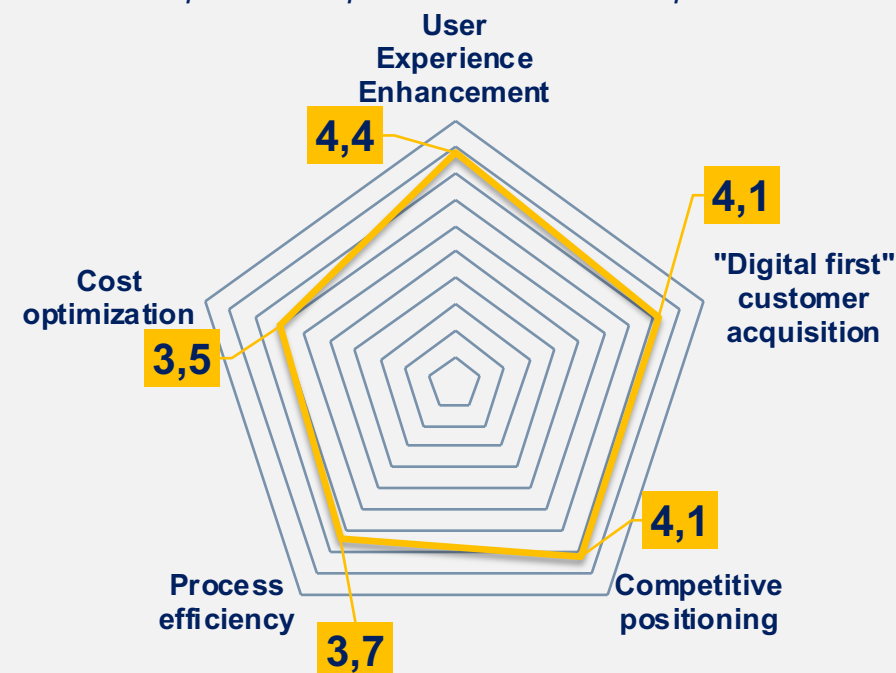 User
Experience
Enhancement
4,4
4,1
"Digital first"
customer
acquisition
Cost
optimization
3,5
4,1
Competitive
positioning
Process
efficiency
3,7